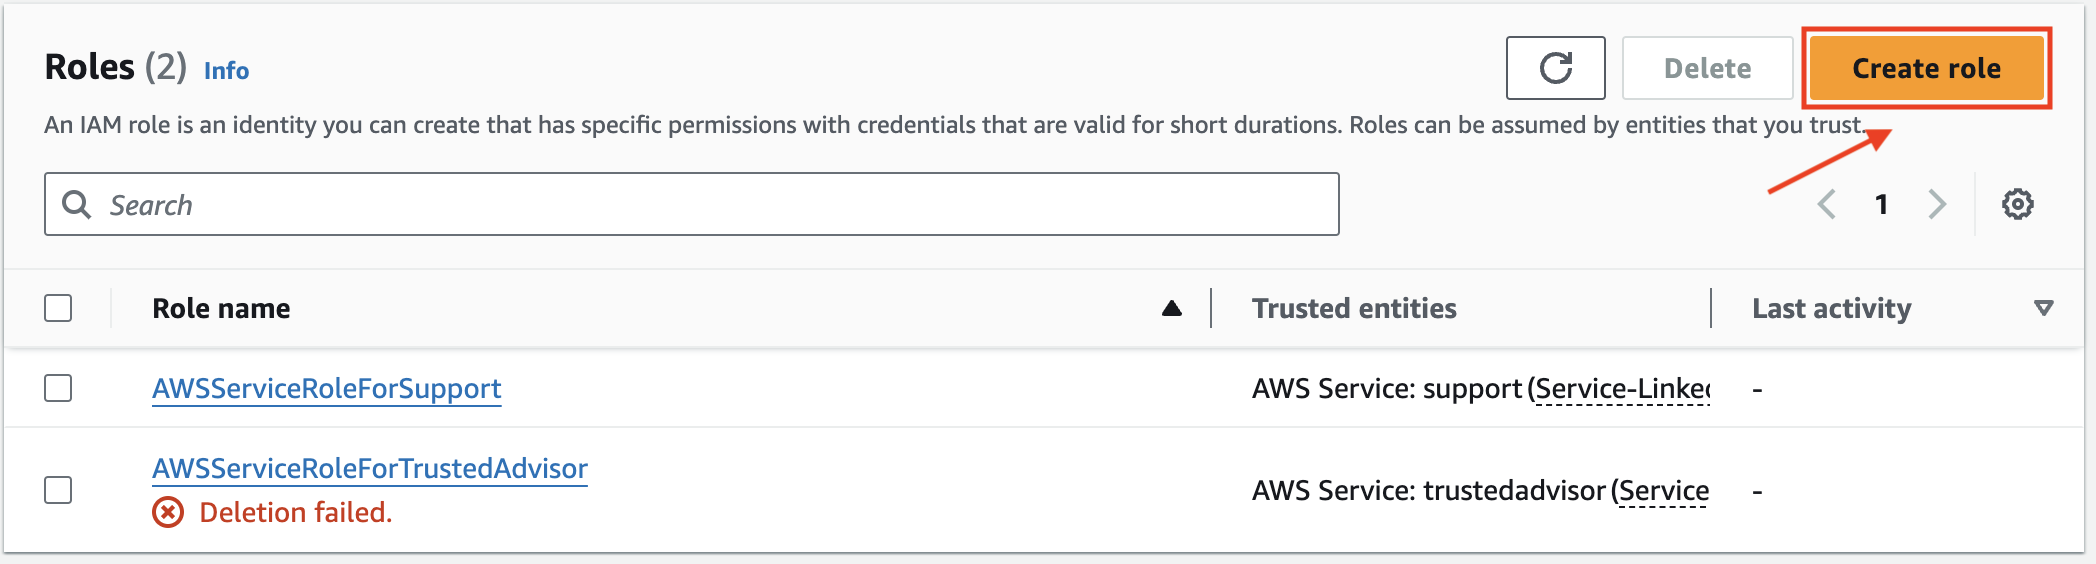 Roles (2) Info
Delete
Create role
An IAM role is an identity you can create that has specific permissions with credentials that are valid for short durations. Roles can be assumed by entities that you trust.
Search
1
Role name
Trusted entities
Last activity
AWSServiceRoleForSupport
AWS Service: support (Service-Linked
-
AWSServiceRoleForTrustedAdvisor
Deletion failed.
AWS Service: trustedadvisor (Service
-